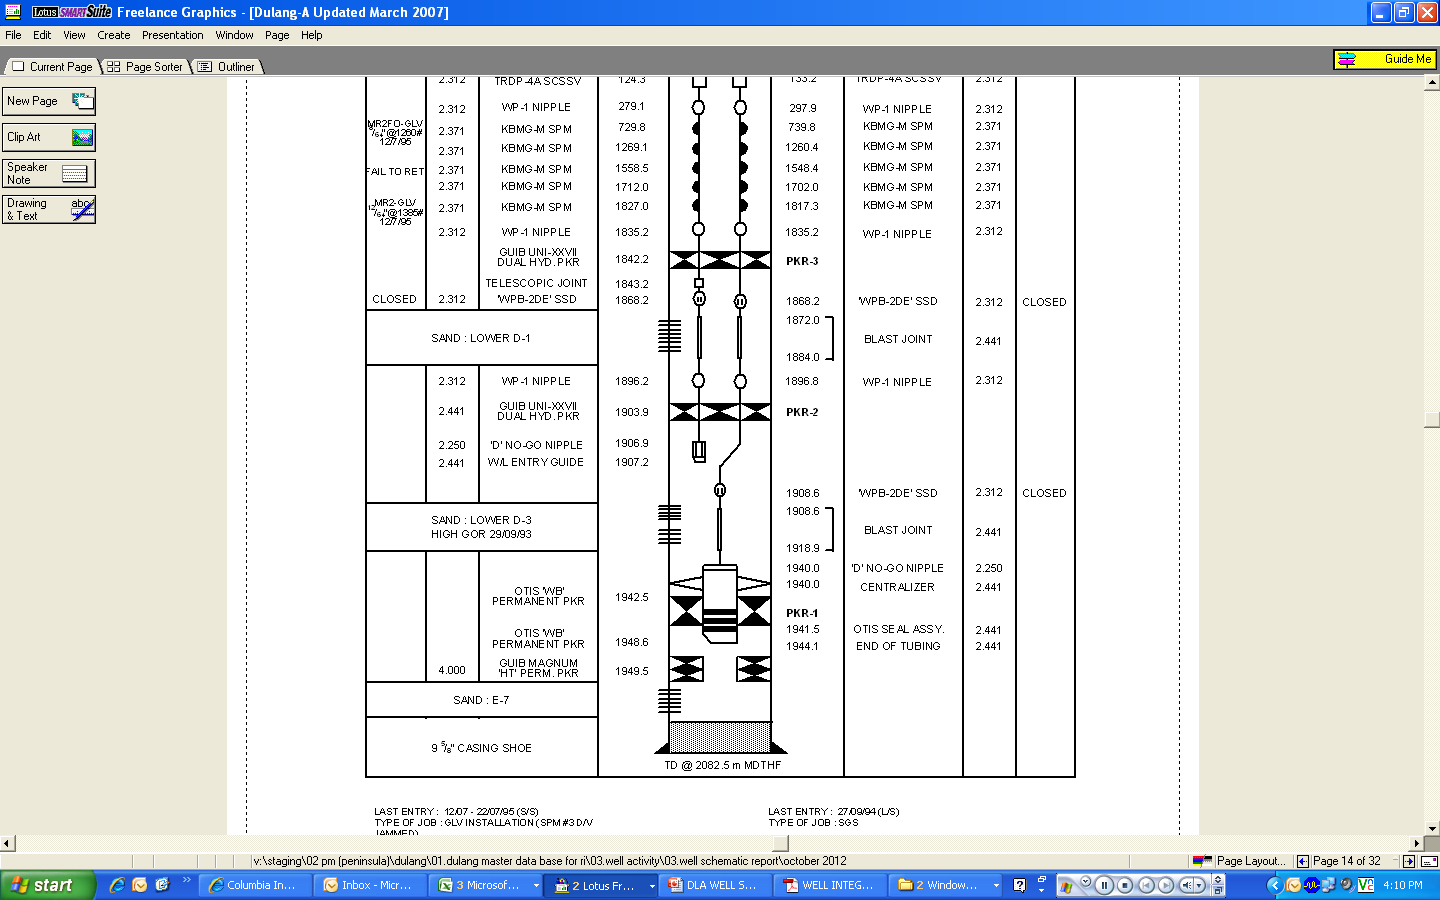 Lotus SMARTSuite Freelance Graphics - [Dulang-A Updated March 2007]
File Edit View Create Presentation Window Page Help
Current Page Page Sorter Outliner Guide Me
New Page
Clip Art
Speaker
Note
Drawing
& Text
abc
2.312 TRDP-4A SCSSV 124.3 133.2 TRDP-4A SCSSV 2.312
2.312 WP-1 NIPPLE 279.1 297.9 WP-1 NIPPLE 2.312
MR2FO-GLV
"@1260#
12/7/95
2.371 KBMG-M SPM 729.8 739.8 KBMG-M SPM 2.371
2.371 KBMG-M SPM 1269.1 1260.4 KBMG-M SPM 2.371
FAIL TO RET 2.371 KBMG-M SPM 1558.5 1548.4 KBMG-M SPM 2.371
2.371 KBMG-M SPM 1712.0 1702.0 KBMG-M SPM 2.371
MR2-GLV
"@1385#
12/7/95
2.371 KBMG-M SPM 1827.0 1817.3 KBMG-M SPM 2.371
2.312 WP-1 NIPPLE 1835.2 1835.2 WP-1 NIPPLE 2.312
GUIB UNI-XXVII
DUAL HYD. PKR 1842.2 PKR-3
TELESCOPIC JOINT 1843.2
CLOSED 2.312 'WPB-2DE' SSD 1868.2 1868.2 'WPB-2DE' SSD 2.312 CLOSED
1872.0
SAND : LOWER D-1 BLAST JOINT 2.441
1884.0
2.312 WP-1 NIPPLE 1896.2 1896.8 WP-1 NIPPLE 2.312
2.441 GUIB UNI-XXVII
DUAL HYD. PKR 1903.9 PKR-2
2.250 'D' NO-GO NIPPLE 1906.9
2.441 W/L ENTRY GUIDE 1907.2
1908.6 'WPB-2DE' SSD 2.312 CLOSED
1908.6
SAND : LOWER D-3
HIGH GOR 29/09/93
BLAST JOINT 2.441
1918.9
1940.0 'D' NO-GO NIPPLE 2.250
1940.0 CENTRALIZER 2.441
OTIS 'WB'
PERMANENT PKR 1942.5
PKR-1
1941.5 OTIS SEAL ASSY. 2.441
OTIS 'WB'
PERMANENT PKR 1948.6
1944.1 END OF TUBING 2.441
4.000 GUIB MAGNUM
'HT' PERM. PKR 1949.5
SAND : E-7
9 5/8" CASING SHOE
TD @ 2082.5 m MDTHF
LAST ENTRY : 12/07 - 22/07/95 (S/S) LAST ENTRY : 27/09/94 (L/S)
TYPE OF JOB : GLV INSTALLATION (SPM #3 D/V TYPE OF JOB : SGS
JAMMED)
v:\staging\02 pm (peninsula)\dulang\01.dulang master data base for ri\03.well activity\03.well schematic report\october 2012 Page Layout... Page 14 of 32
start Columbia In... Inbox - Micr... 3 Microsof... 2 Lotus Fr... DLA WELL S... WELL INTEG... 2 Window... 4:10 PM